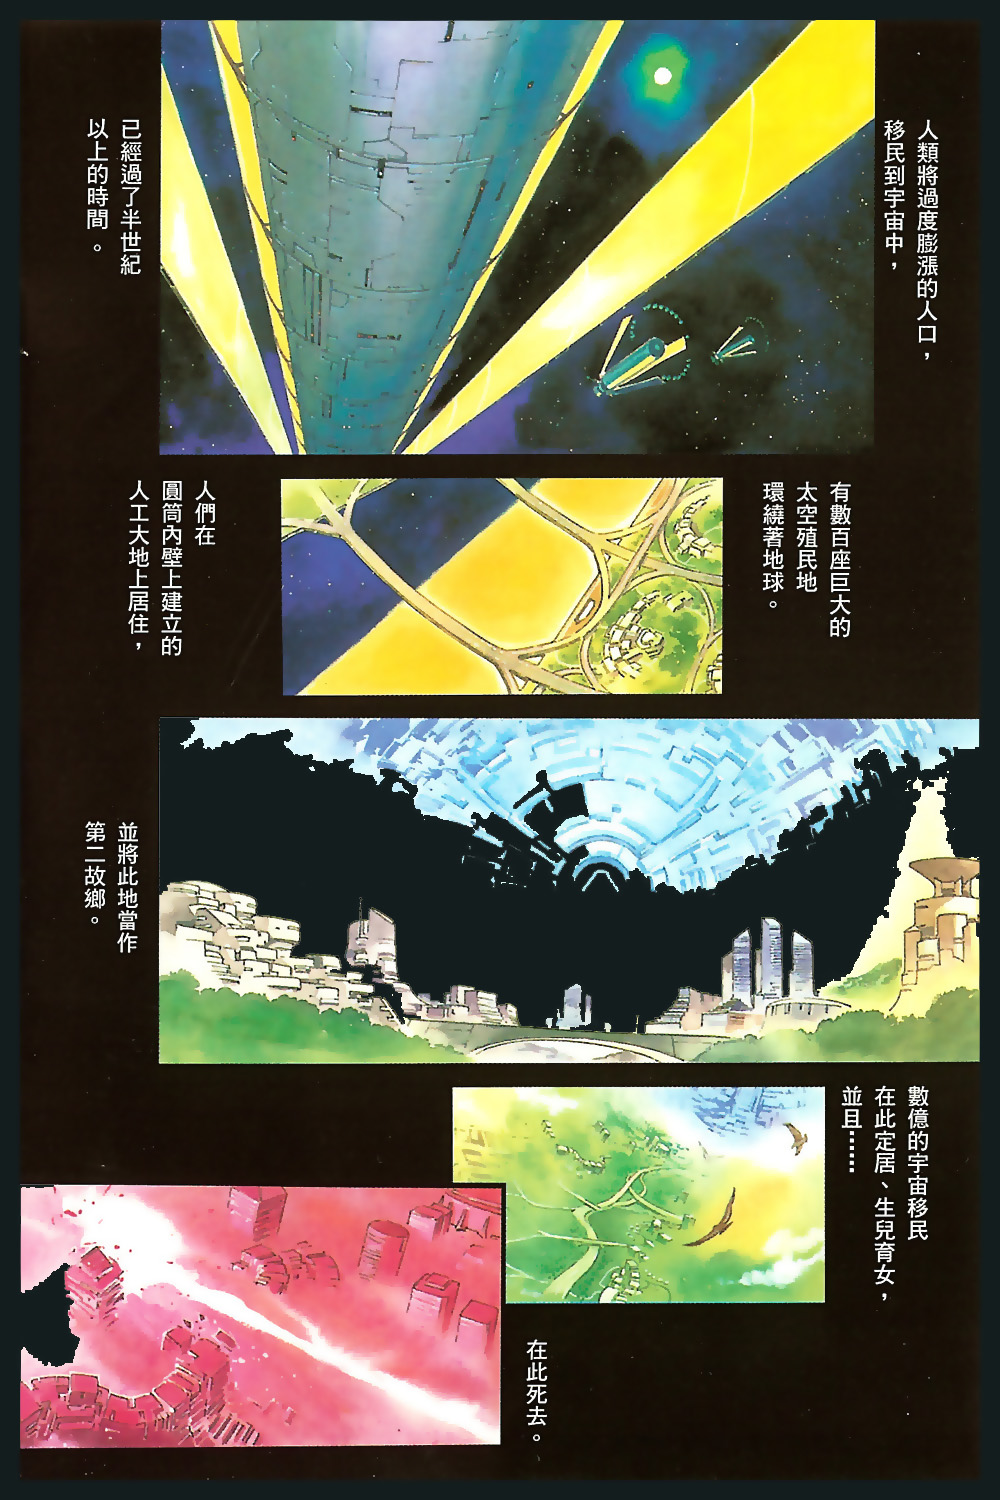 人類將過度膨漲的人口，
移民到宇宙中，
已經過了半世紀
以上的時間。
有數百座巨大的
太空殖民地
環繞著地球。
人們在
圓筒內壁上建立的
人工大地上居住，
並將此地當作
第二故鄉。
數億的宇宙移民
在此定居、生兒育女，
並且……
在此死去。